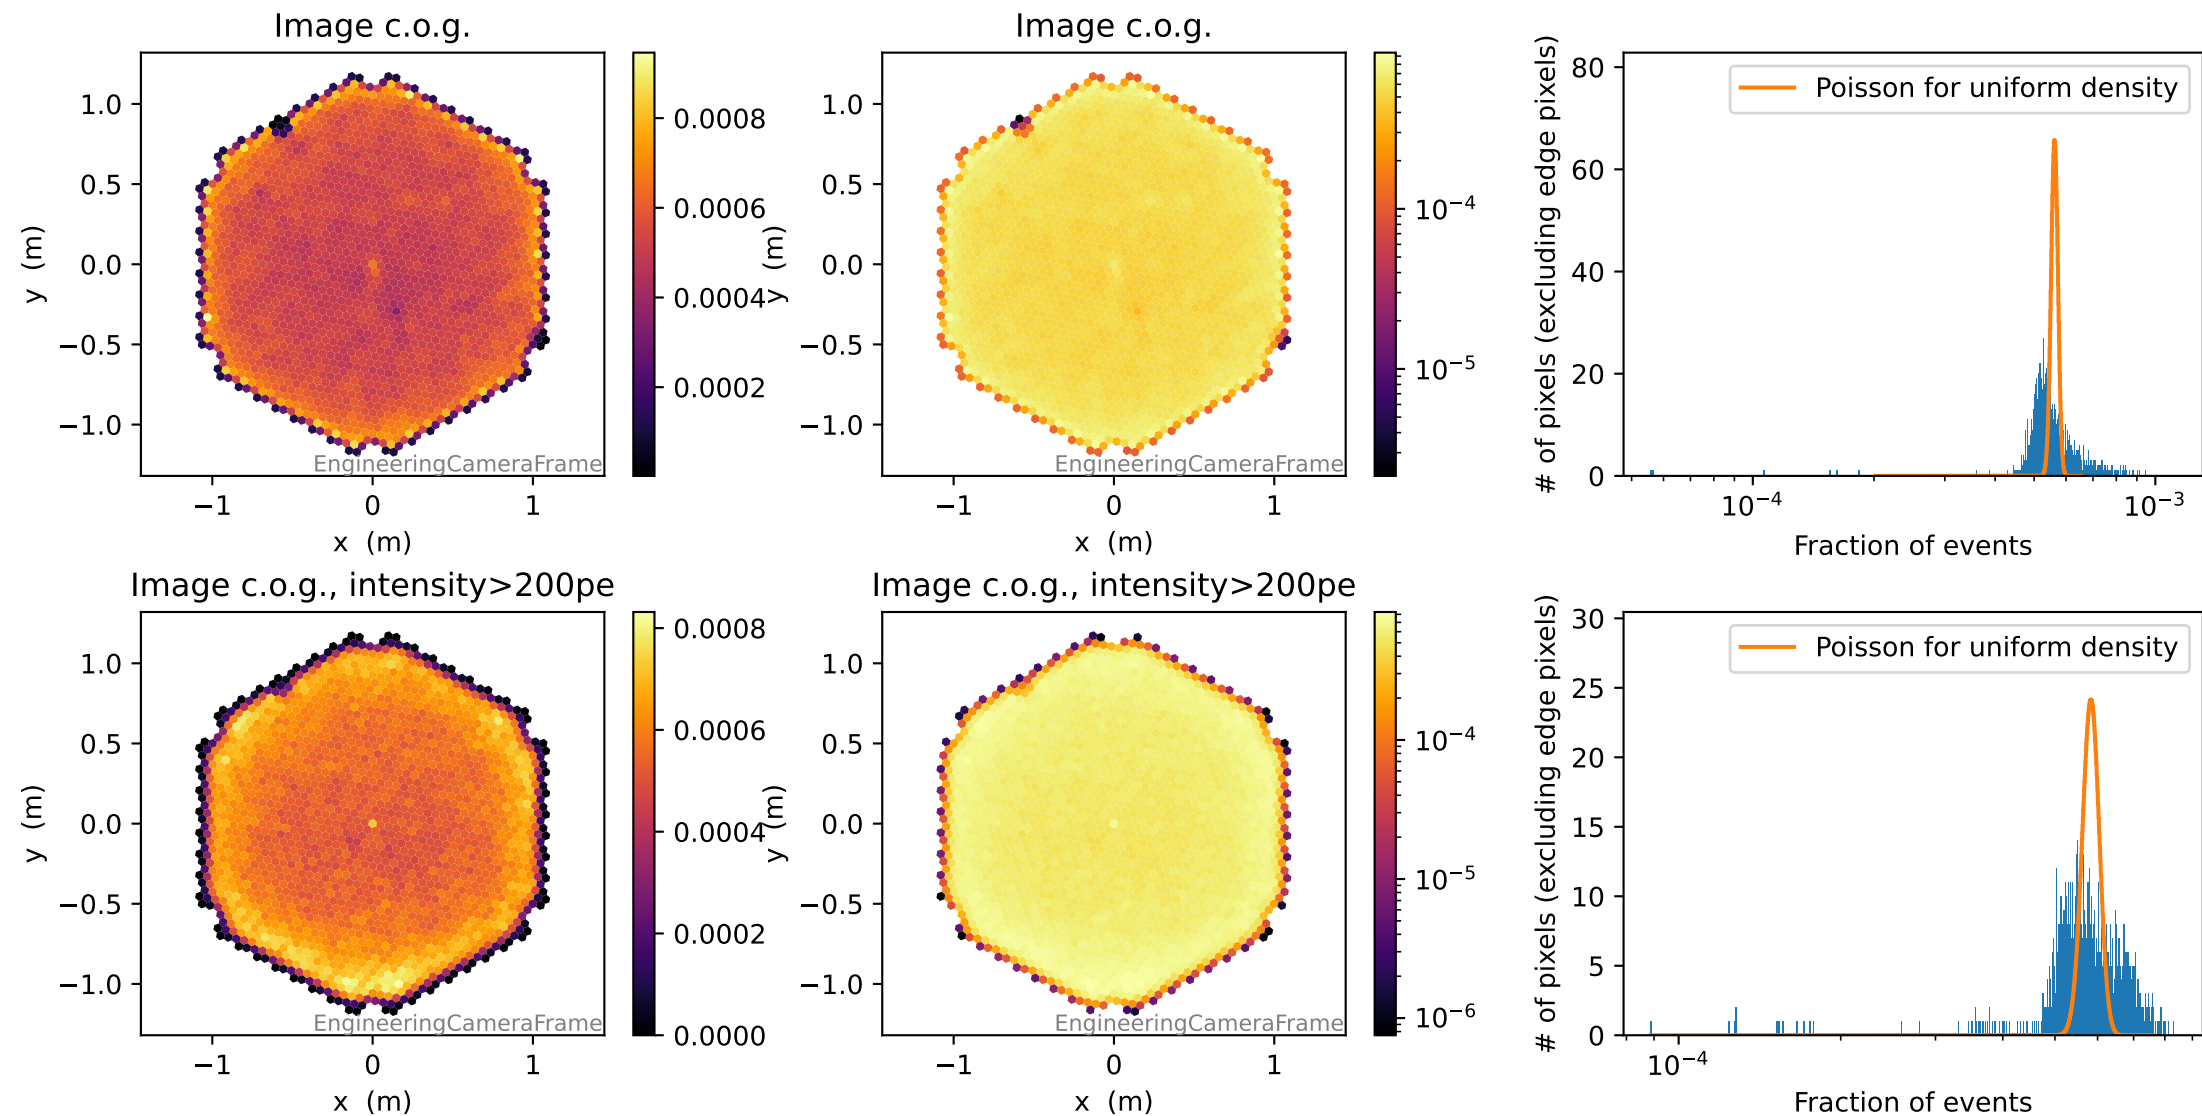 Image c.o.g.
y (m)
1.0
0.5
0.0
−0.5
−1.0
−1
0
1
x (m)
EngineeringCameraFrame
0.0008
0.0006
0.0004
0.0002
Image c.o.g.
y (m)
1.0
0.5
0.0
−0.5
−1.0
−1
0
1
x (m)
EngineeringCameraFrame
10⁻⁴
10⁻⁵
# of pixels (excluding edge pixels)
80
60
40
20
0
Poisson for uniform density
10⁻⁴
10⁻³
Fraction of events
Image c.o.g., intensity>200pe
y (m)
1.0
0.5
0.0
−0.5
−1.0
−1
0
1
x (m)
EngineeringCameraFrame
0.0008
0.0006
0.0004
0.0002
0.0000
Image c.o.g., intensity>200pe
y (m)
1.0
0.5
0.0
−0.5
−1.0
−1
0
1
x (m)
EngineeringCameraFrame
10⁻⁴
10⁻⁵
10⁻⁶
# of pixels (excluding edge pixels)
30
25
20
15
10
5
0
Poisson for uniform density
10⁻⁴
Fraction of events